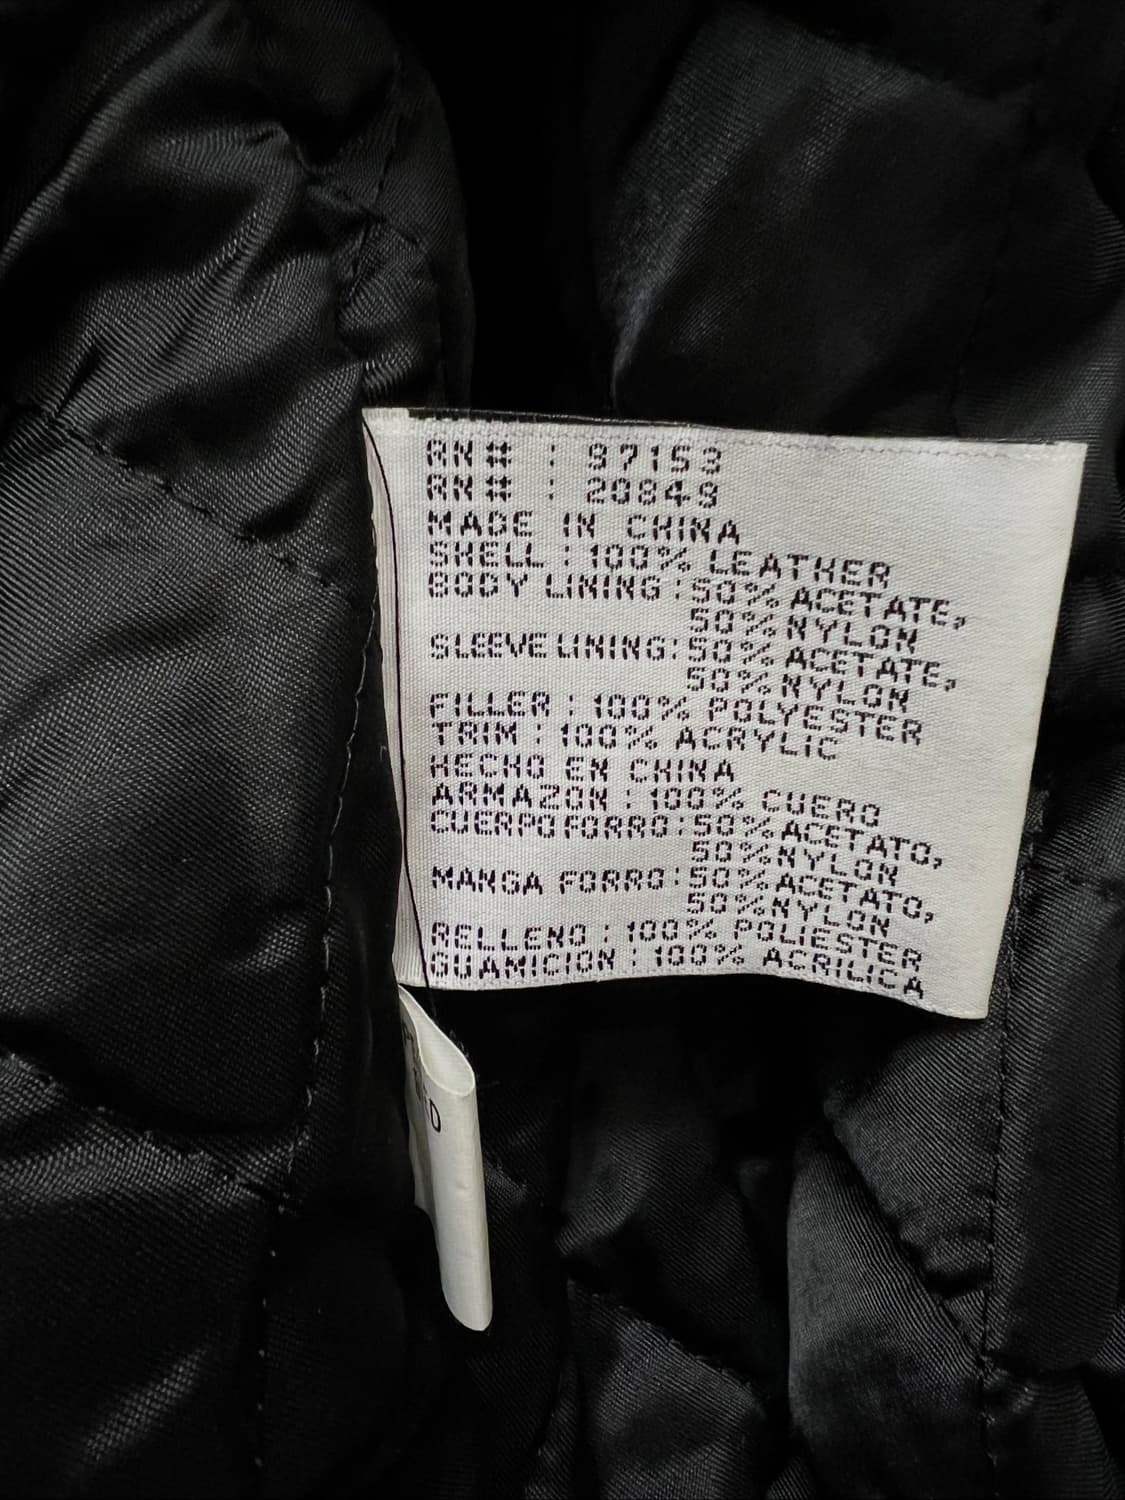 RN# : 97153
RN# : 20849
MADE IN CHINA
SHELL : 100% LEATHER
BODY LINING : 50% ACETATE,
50% NYLON
SLEEVE LINING : 50% ACETATE,
50% NYLON
FILLER : 100% POLYESTER
TRIM : 100% ACRYLIC
HECHO EN CHINA
ARMAZON : 100% CUERO
CUERPO FORRO : 50% ACETATO,
50% NYLON
MANGA FORRO : 50% ACETATO,
50% NYLON
RELLENO : 100% POLIESTER
GUAMICION : 100% ACRILICA